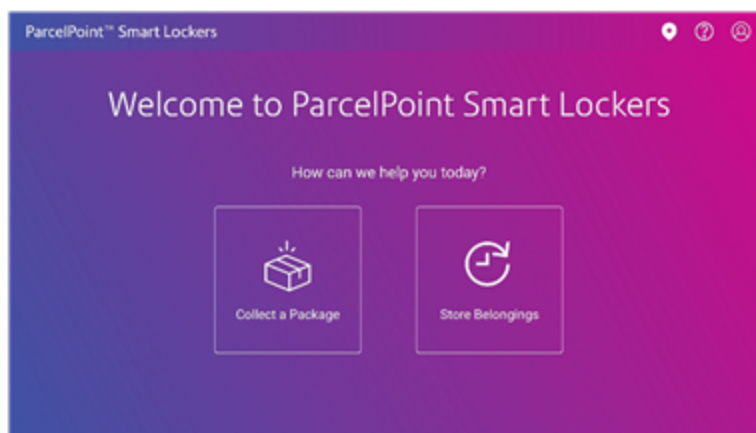 ParcelPoint™ Smart Lockers
Welcome to ParcelPoint Smart Lockers
How can we help you today?
Collect a Package
Store Belongings